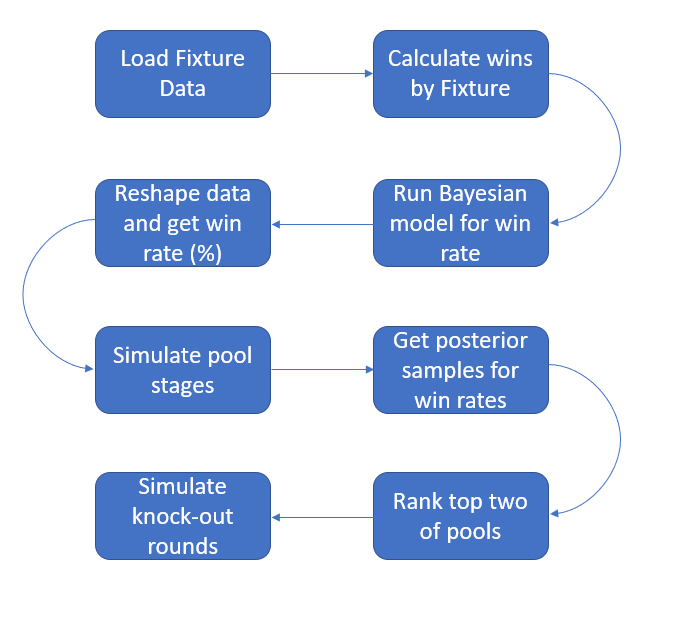 Load Fixture
Data
Calculate wins
by Fixture
Run Bayesian
model for win
rate
Reshape data
and get win
rate (%)
Simulate pool
stages
Get posterior
samples for
win rates
Rank top two
of pools
Simulate
knock-out
rounds